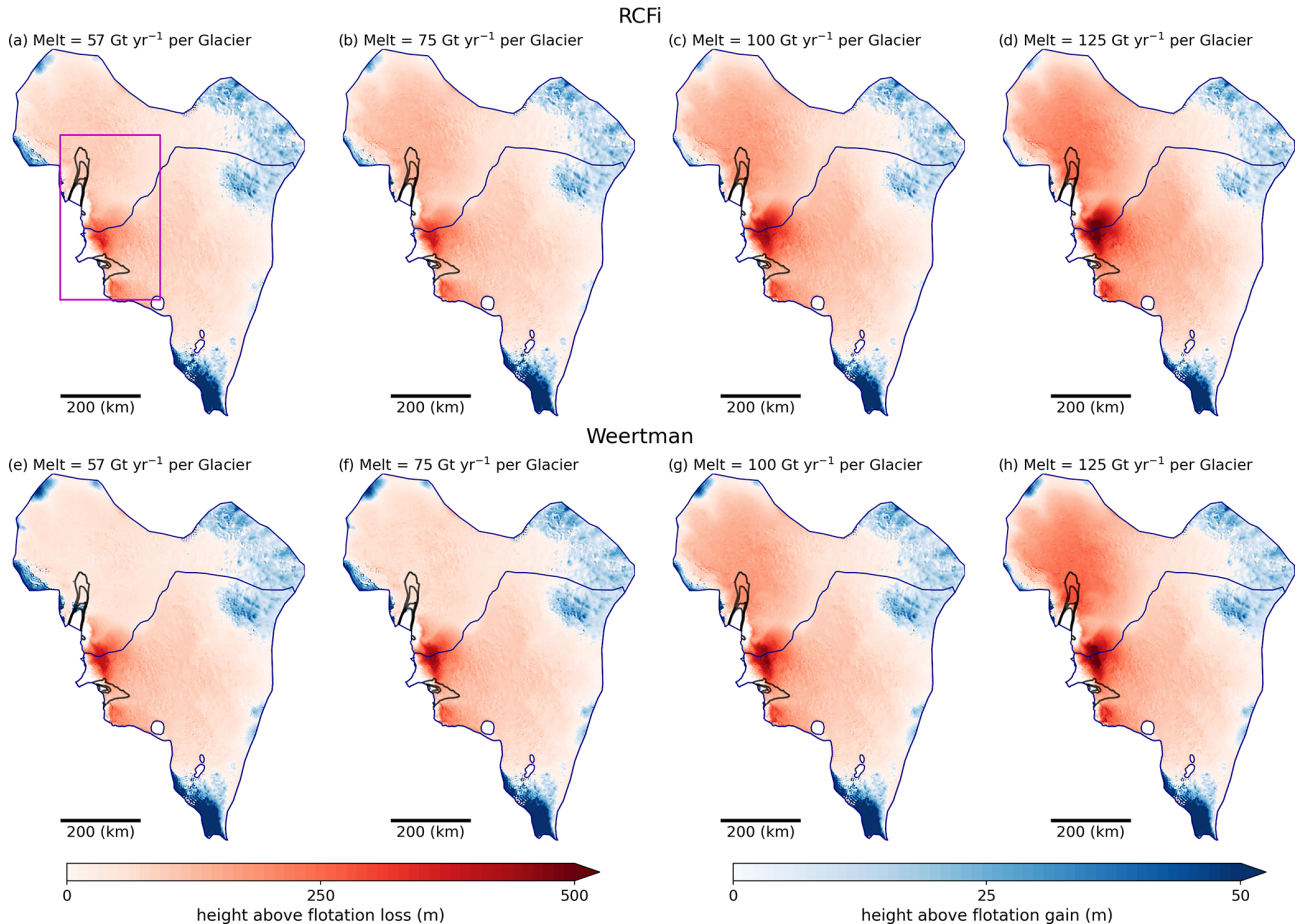 RCFi
(a) Melt = 57 Gt yr⁻¹ per Glacier
(b) Melt = 75 Gt yr⁻¹ per Glacier
(c) Melt = 100 Gt yr⁻¹ per Glacier
(d) Melt = 125 Gt yr⁻¹ per Glacier
200 (km)
200 (km)
200 (km)
200 (km)
Weertman
(e) Melt = 57 Gt yr⁻¹ per Glacier
(f) Melt = 75 Gt yr⁻¹ per Glacier
(g) Melt = 100 Gt yr⁻¹ per Glacier
(h) Melt = 125 Gt yr⁻¹ per Glacier
200 (km)
200 (km)
200 (km)
200 (km)
0 250 500
height above flotation loss (m)
0 25 50
height above flotation gain (m)